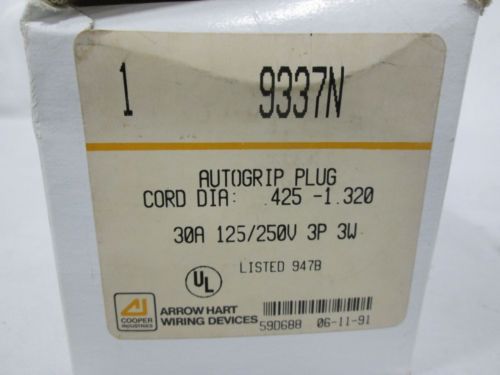 1 9337N
AUTOGRIP PLUG
CORD DIA: .425 -1.320
30A 125/250V 3P 3W
UL LISTED 947B
AJ
COOPER
INDUSTRIES
ARROW HART
WIRING DEVICES
590688 06-11-91